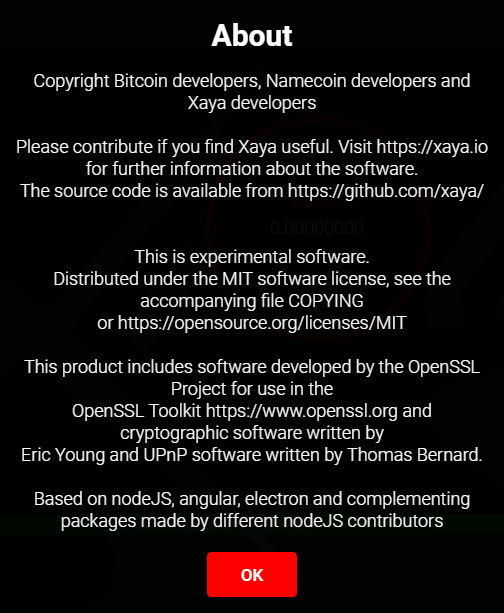 About
Copyright Bitcoin developers, Namecoin developers and
Xaya developers
Please contribute if you find Xaya useful. Visit https://xaya.io
for further information about the software.
The source code is available from https://github.com/xaya/
0.00000000
This is experimental software.
Distributed under the MIT software license, see the
accompanying file COPYING
or https://opensource.org/licenses/MIT
This product includes software developed by the OpenSSL
Project for use in the
OpenSSL Toolkit https://www.openssl.org and
cryptographic software written by
Eric Young and UPnP software written by Thomas Bernard.
Based on nodeJS, angular, electron and complementing
packages made by different nodeJS contributors
OK